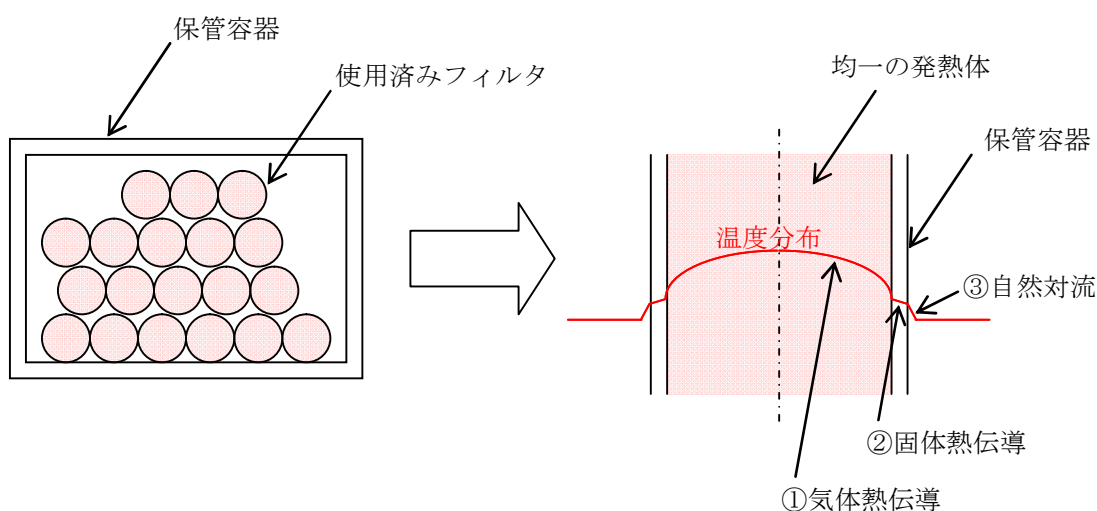 保管容器
使用済みフィルタ
均一の発熱体
保管容器
温度分布
③自然対流
②固体熱伝導
①気体熱伝導